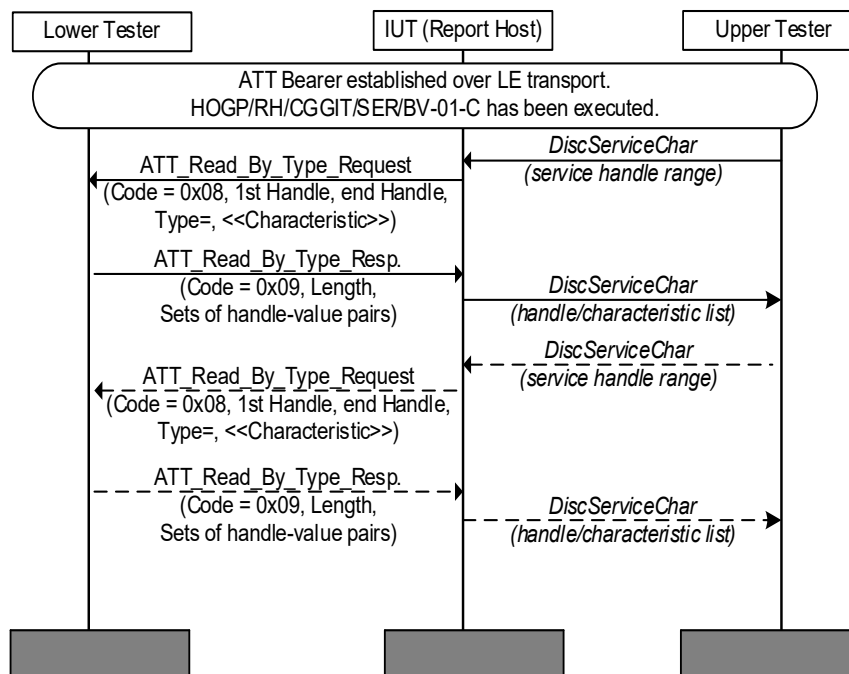 Lower Tester
IUT (Report Host)
Upper Tester
ATT Bearer established over LE transport.
HOGP/RH/CGGIT/SER/BV-01-C has been executed.
DiscServiceChar
(service handle range)
ATT_Read_By_Type_Request
(Code = 0x08, 1st Handle, end Handle,
Type=, <<Characteristic>>)
ATT_Read_By_Type_Resp.
(Code = 0x09, Length,
Sets of handle-value pairs)
DiscServiceChar
(handle/characteristic list)
DiscServiceChar
(service handle range)
ATT_Read_By_Type_Request
(Code = 0x08, 1st Handle, end Handle,
Type=, <<Characteristic>>)
ATT_Read_By_Type_Resp.
(Code = 0x09, Length,
Sets of handle-value pairs)
DiscServiceChar
(handle/characteristic list)